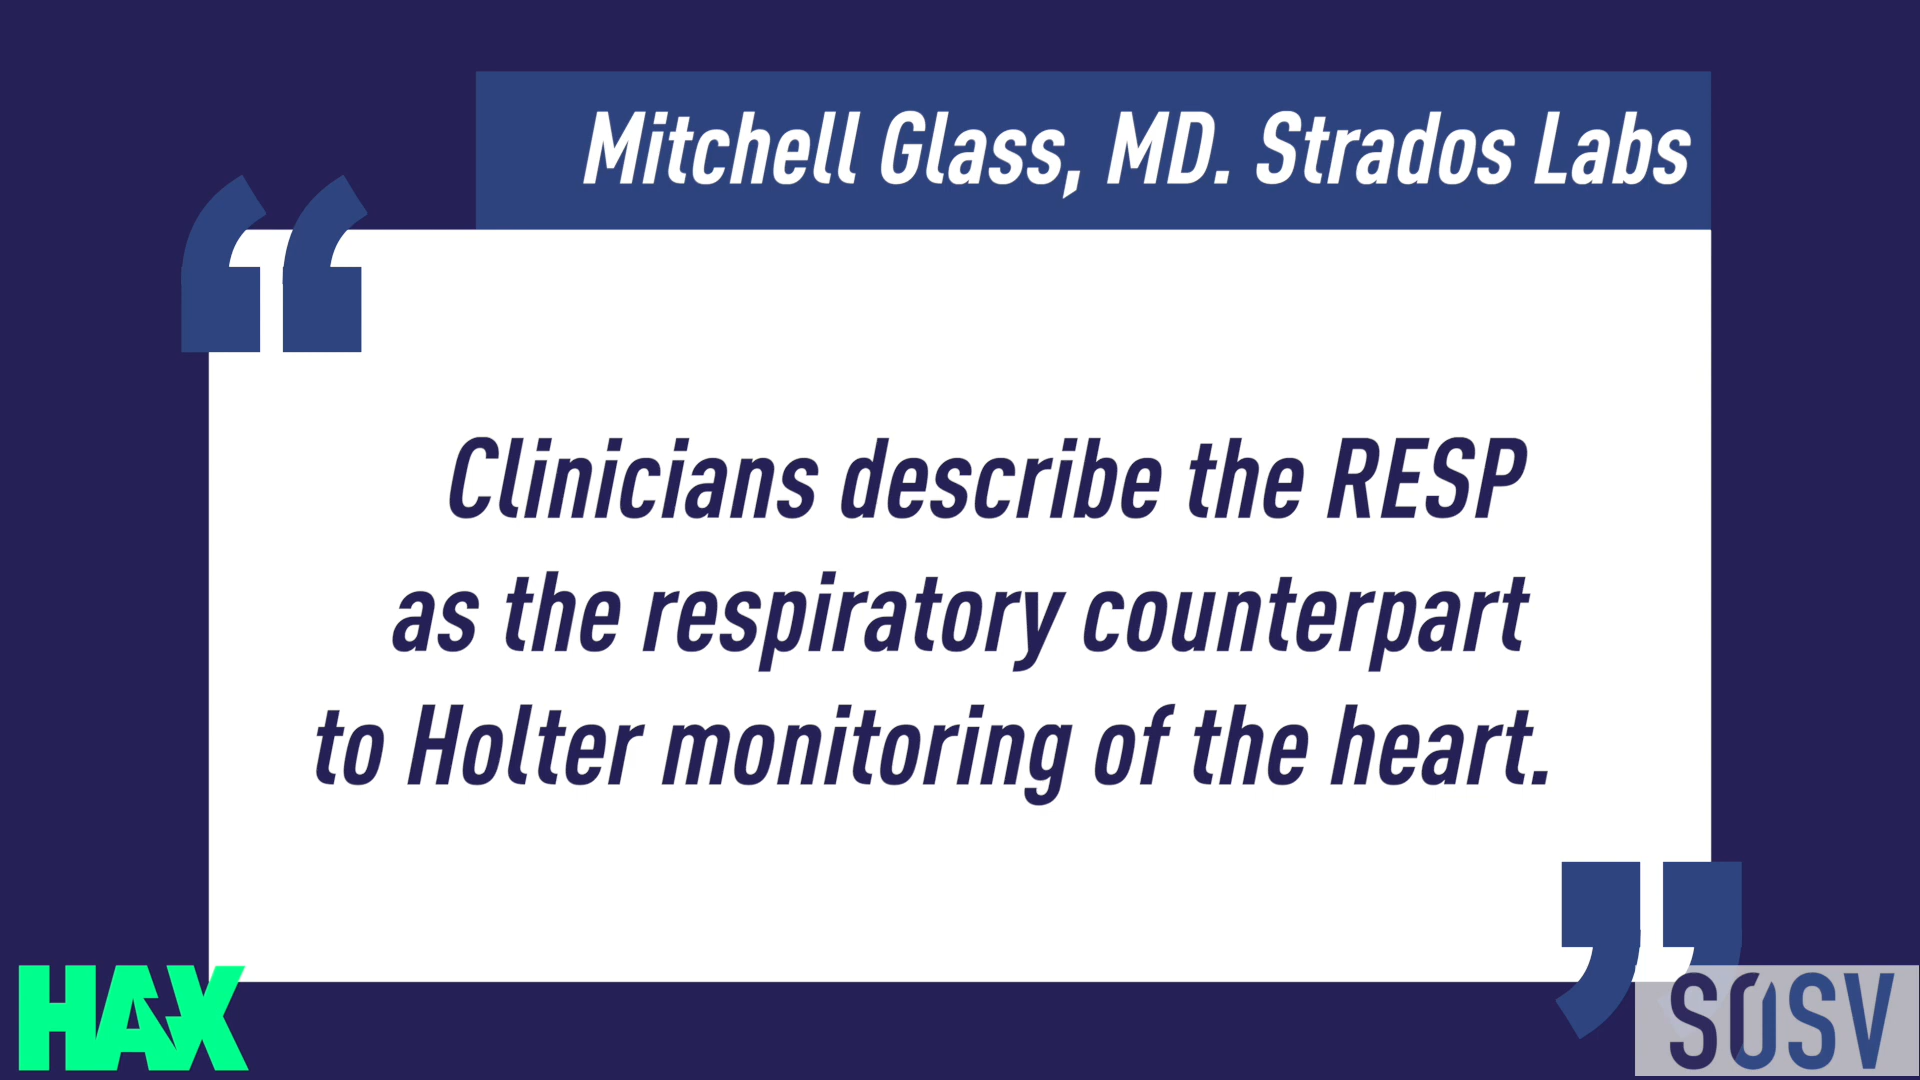 Mitchell Glass, MD. Strados Labs
“
Clinicians describe the RESP
as the respiratory counterpart
to Holter monitoring of the heart.
”
HAX
SOSV